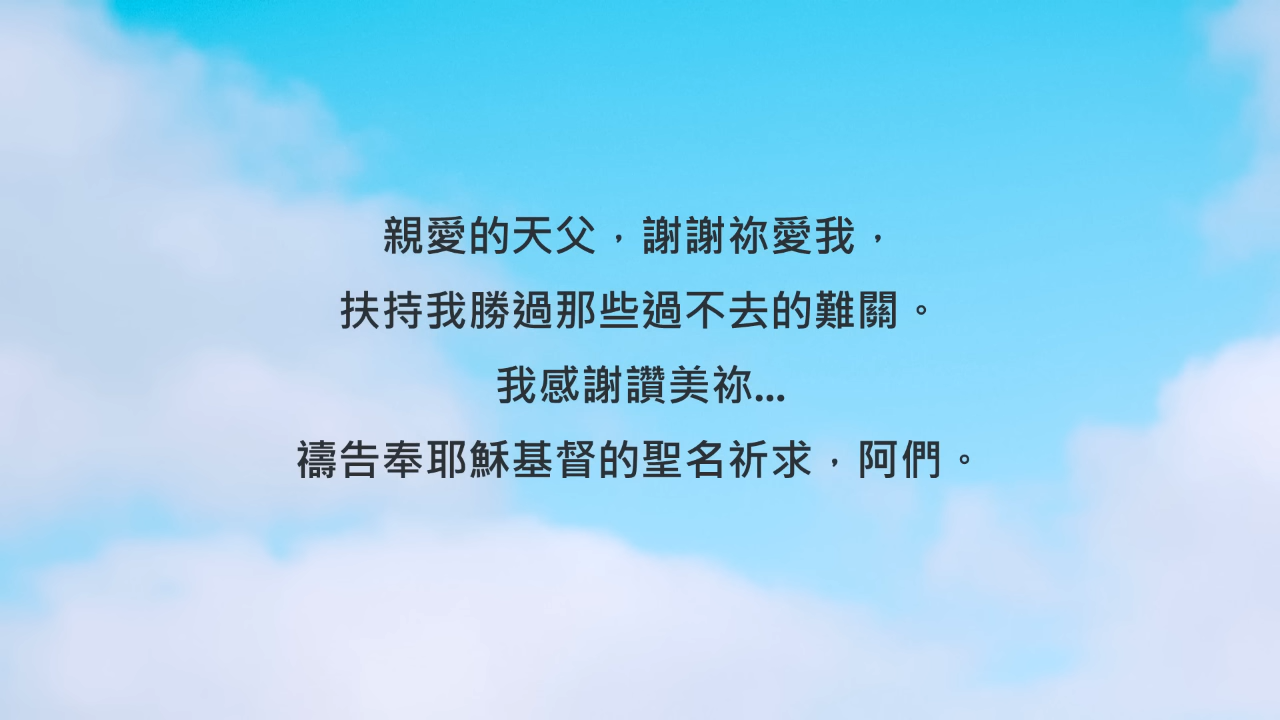 親愛的天父，謝謝祢愛我，
扶持我勝過那些過不去的難關。
我感謝讚美祢...
禱告奉耶穌基督的聖名祈求，阿們。